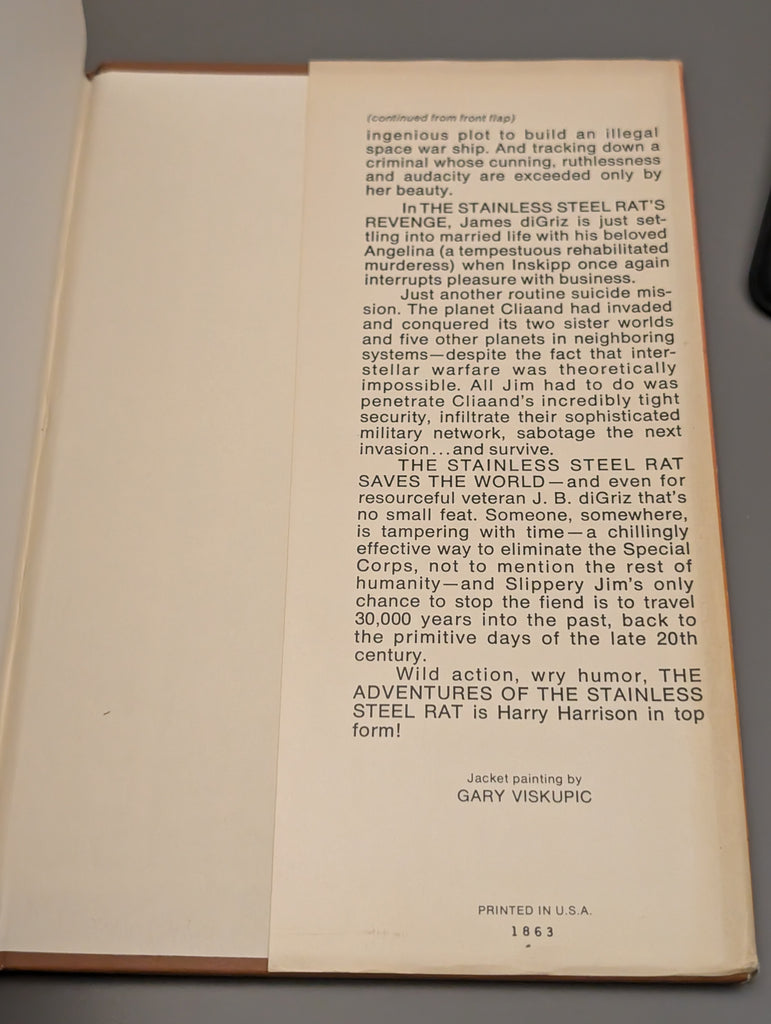 (continued from front flap)
ingenious plot to build an illegal
space war ship. And tracking down a
criminal whose cunning, ruthlessness
and audacity are exceeded only by
her beauty.
In THE STAINLESS STEEL RAT'S
REVENGE, James diGriz is just set-
tling into married life with his beloved
Angelina (a tempestuous rehabilitated
murderess) when Inskipp once again
interrupts pleasure with business.
Just another routine suicide mis-
sion. The planet Cliaand had invaded
and conquered its two sister worlds
and five other planets in neighboring
systems—despite the fact that inter-
stellar warfare was theoretically
impossible. All Jim had to do was
penetrate Cliaand's incredibly tight
security, infiltrate their sophisticated
military network, sabotage the next
invasion...and survive.
THE STAINLESS STEEL RAT
SAVES THE WORLD—and even for
resourceful veteran J. B. diGriz that's
no small feat. Someone, somewhere,
is tampering with time—a chillingly
effective way to eliminate the Special
Corps, not to mention the rest of
humanity—and Slippery Jim's only
chance to stop the fiend is to travel
30,000 years into the past, back to
the primitive days of the late 20th
century.
Wild action, wry humor, THE
ADVENTURES OF THE STAINLESS
STEEL RAT is Harry Harrison in top
form!
Jacket painting by
GARY VISKUPIC
PRINTED IN U.S.A.
1863